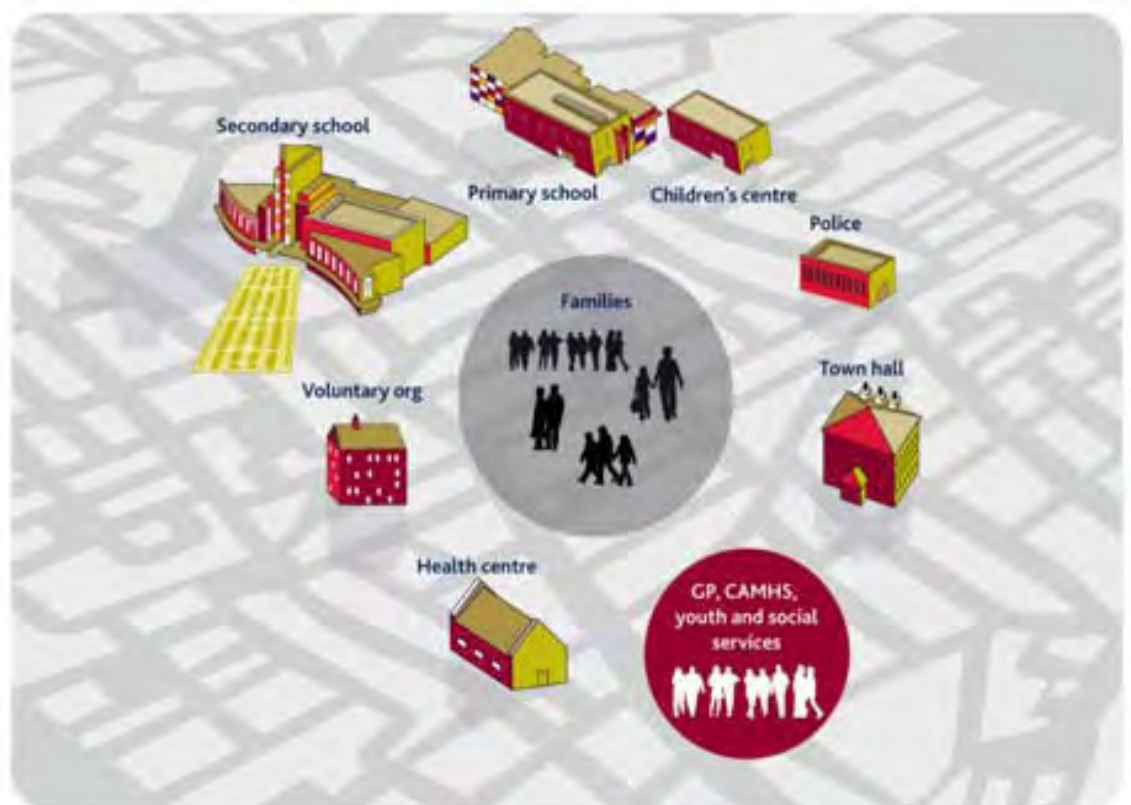 Secondary school
Primary school
Children's centre
Police
Families
Town hall
Voluntary org
Health centre
GP, CAMHS,
youth and social
services